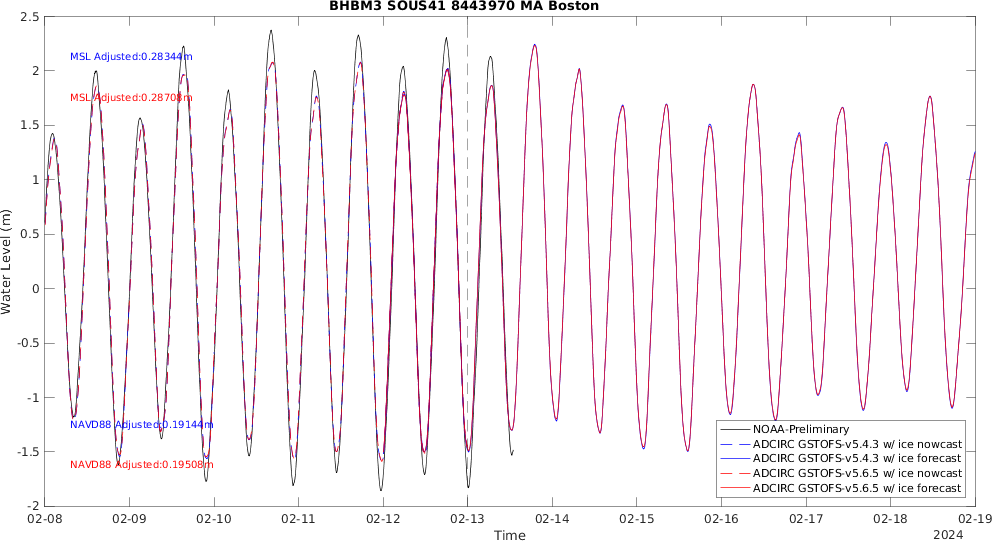 BHBM3 SOUS41 8443970 MA Boston
2.5
2
1.5
1
0.5
0
-0.5
-1
-1.5
-2
Water Level (m)
MSL Adjusted:0.28344m
MSL Adjusted:0.28708m
NAVD88 Adjusted:0.19144m
NAVD88 Adjusted:0.19508m
NOAA-Preliminary
ADCIRC GSTOFS-v5.4.3 w/ ice nowcast
ADCIRC GSTOFS-v5.4.3 w/ ice forecast
ADCIRC GSTOFS-v5.6.5 w/ ice nowcast
ADCIRC GSTOFS-v5.6.5 w/ ice forecast
02-08 02-09 02-10 02-11 02-12 02-13 02-14 02-15 02-16 02-17 02-18 02-19
Time
2024